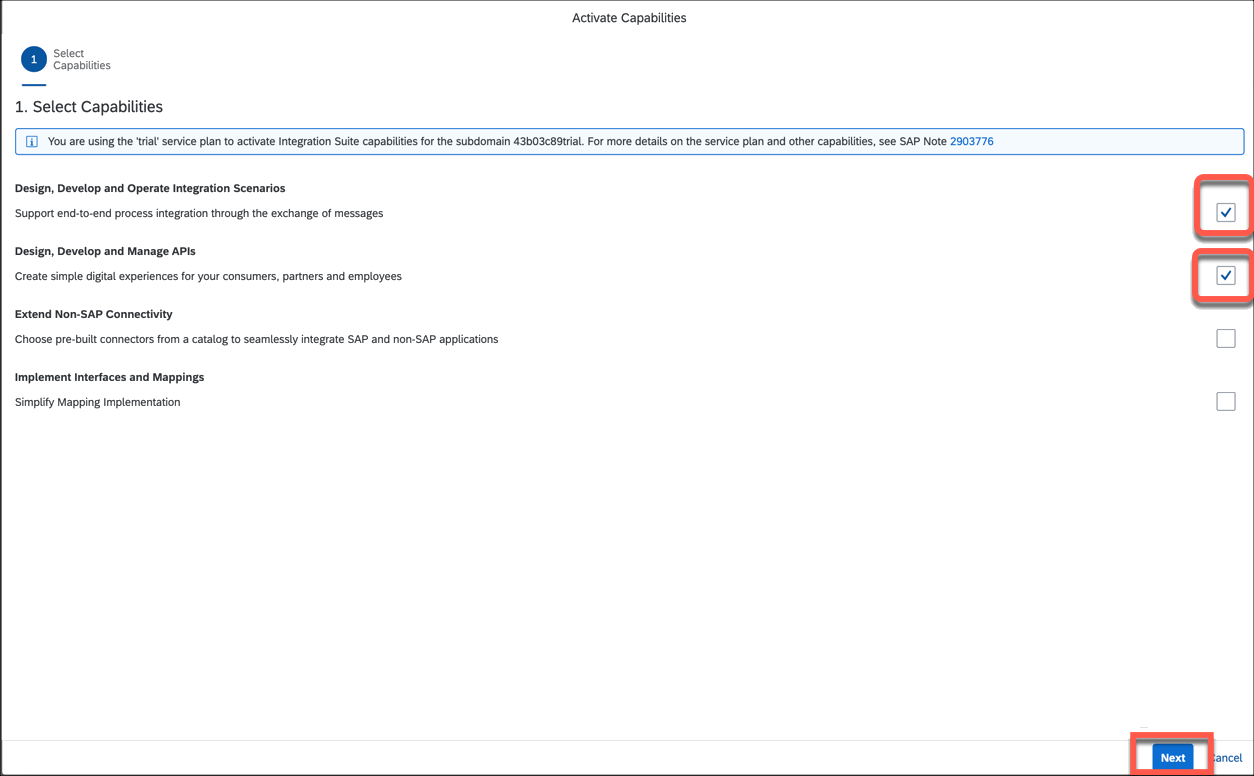 Activate Capabilities
1
Select
Capabilities
1. Select Capabilities
You are using the 'trial' service plan to activate Integration Suite capabilities for the subdomain 43b03c89trial. For more details on the service plan and other capabilities, see SAP Note 2903776
Design, Develop and Operate Integration Scenarios
Support end-to-end process integration through the exchange of messages
Design, Develop and Manage APIs
Create simple digital experiences for your consumers, partners and employees
Extend Non-SAP Connectivity
Choose pre-built connectors from a catalog to seamlessly integrate SAP and non-SAP applications
Implement Interfaces and Mappings
Simplify Mapping Implementation
Next Cancel